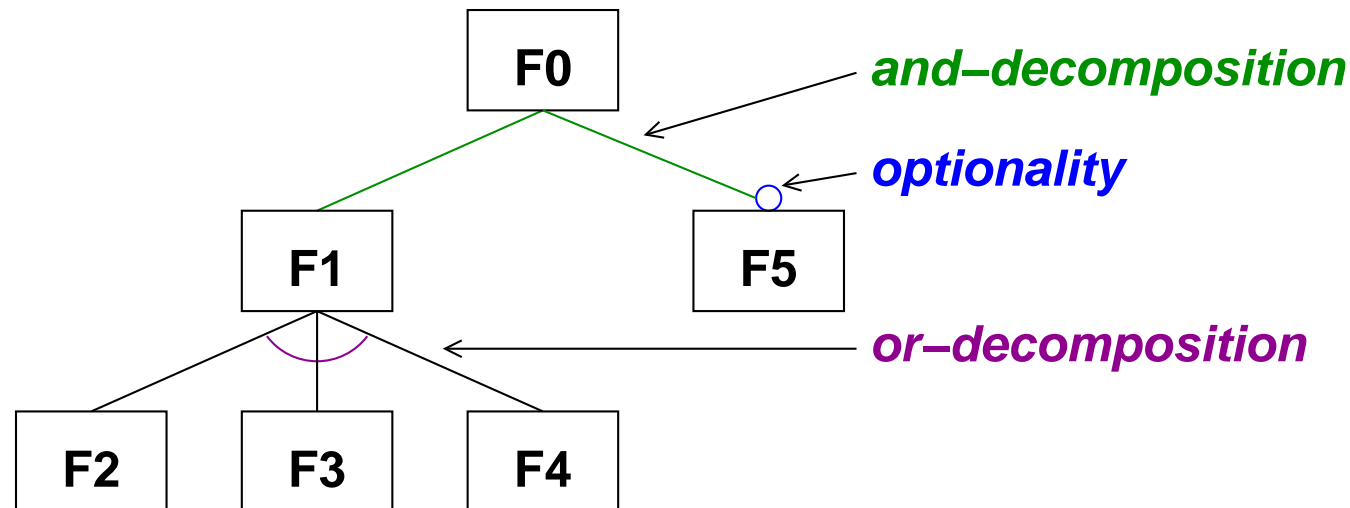 F0
and–decomposition
optionality
F1
F5
or–decomposition
F2
F3
F4